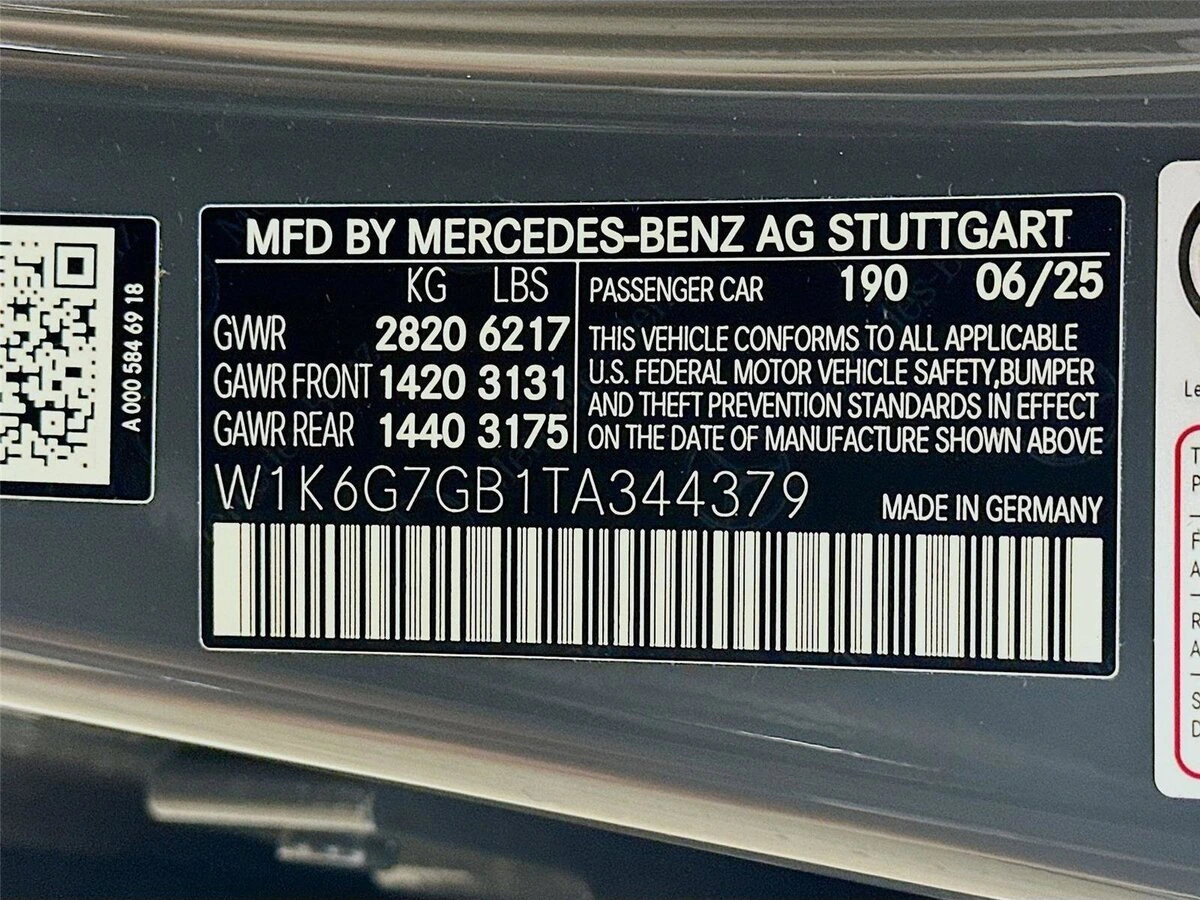 A 000 584 69 18
MFD BY MERCEDES-BENZ AG STUTTGART
KG LBS
GVWR 2820 6217
GAWR FRONT 1420 3131
GAWR REAR 1440 3175
PASSENGER CAR 190 06/25
THIS VEHICLE CONFORMS TO ALL APPLICABLE
U.S. FEDERAL MOTOR VEHICLE SAFETY,BUMPER
AND THEFT PREVENTION STANDARDS IN EFFECT
ON THE DATE OF MANUFACTURE SHOWN ABOVE
W1K6G7GB1TA344379
MADE IN GERMANY